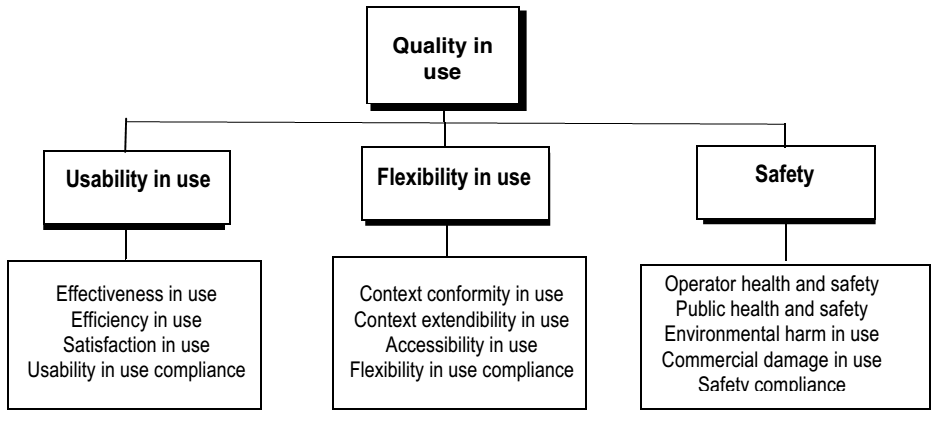 Quality in
use
Usability in use
Flexibility in use
Safety
Effectiveness in use
Efficiency in use
Satisfaction in use
Usability in use compliance
Context conformity in use
Context extendibility in use
Accessibility in use
Flexibility in use compliance
Operator health and safety
Public health and safety
Environmental harm in use
Commercial damage in use
Safety compliance